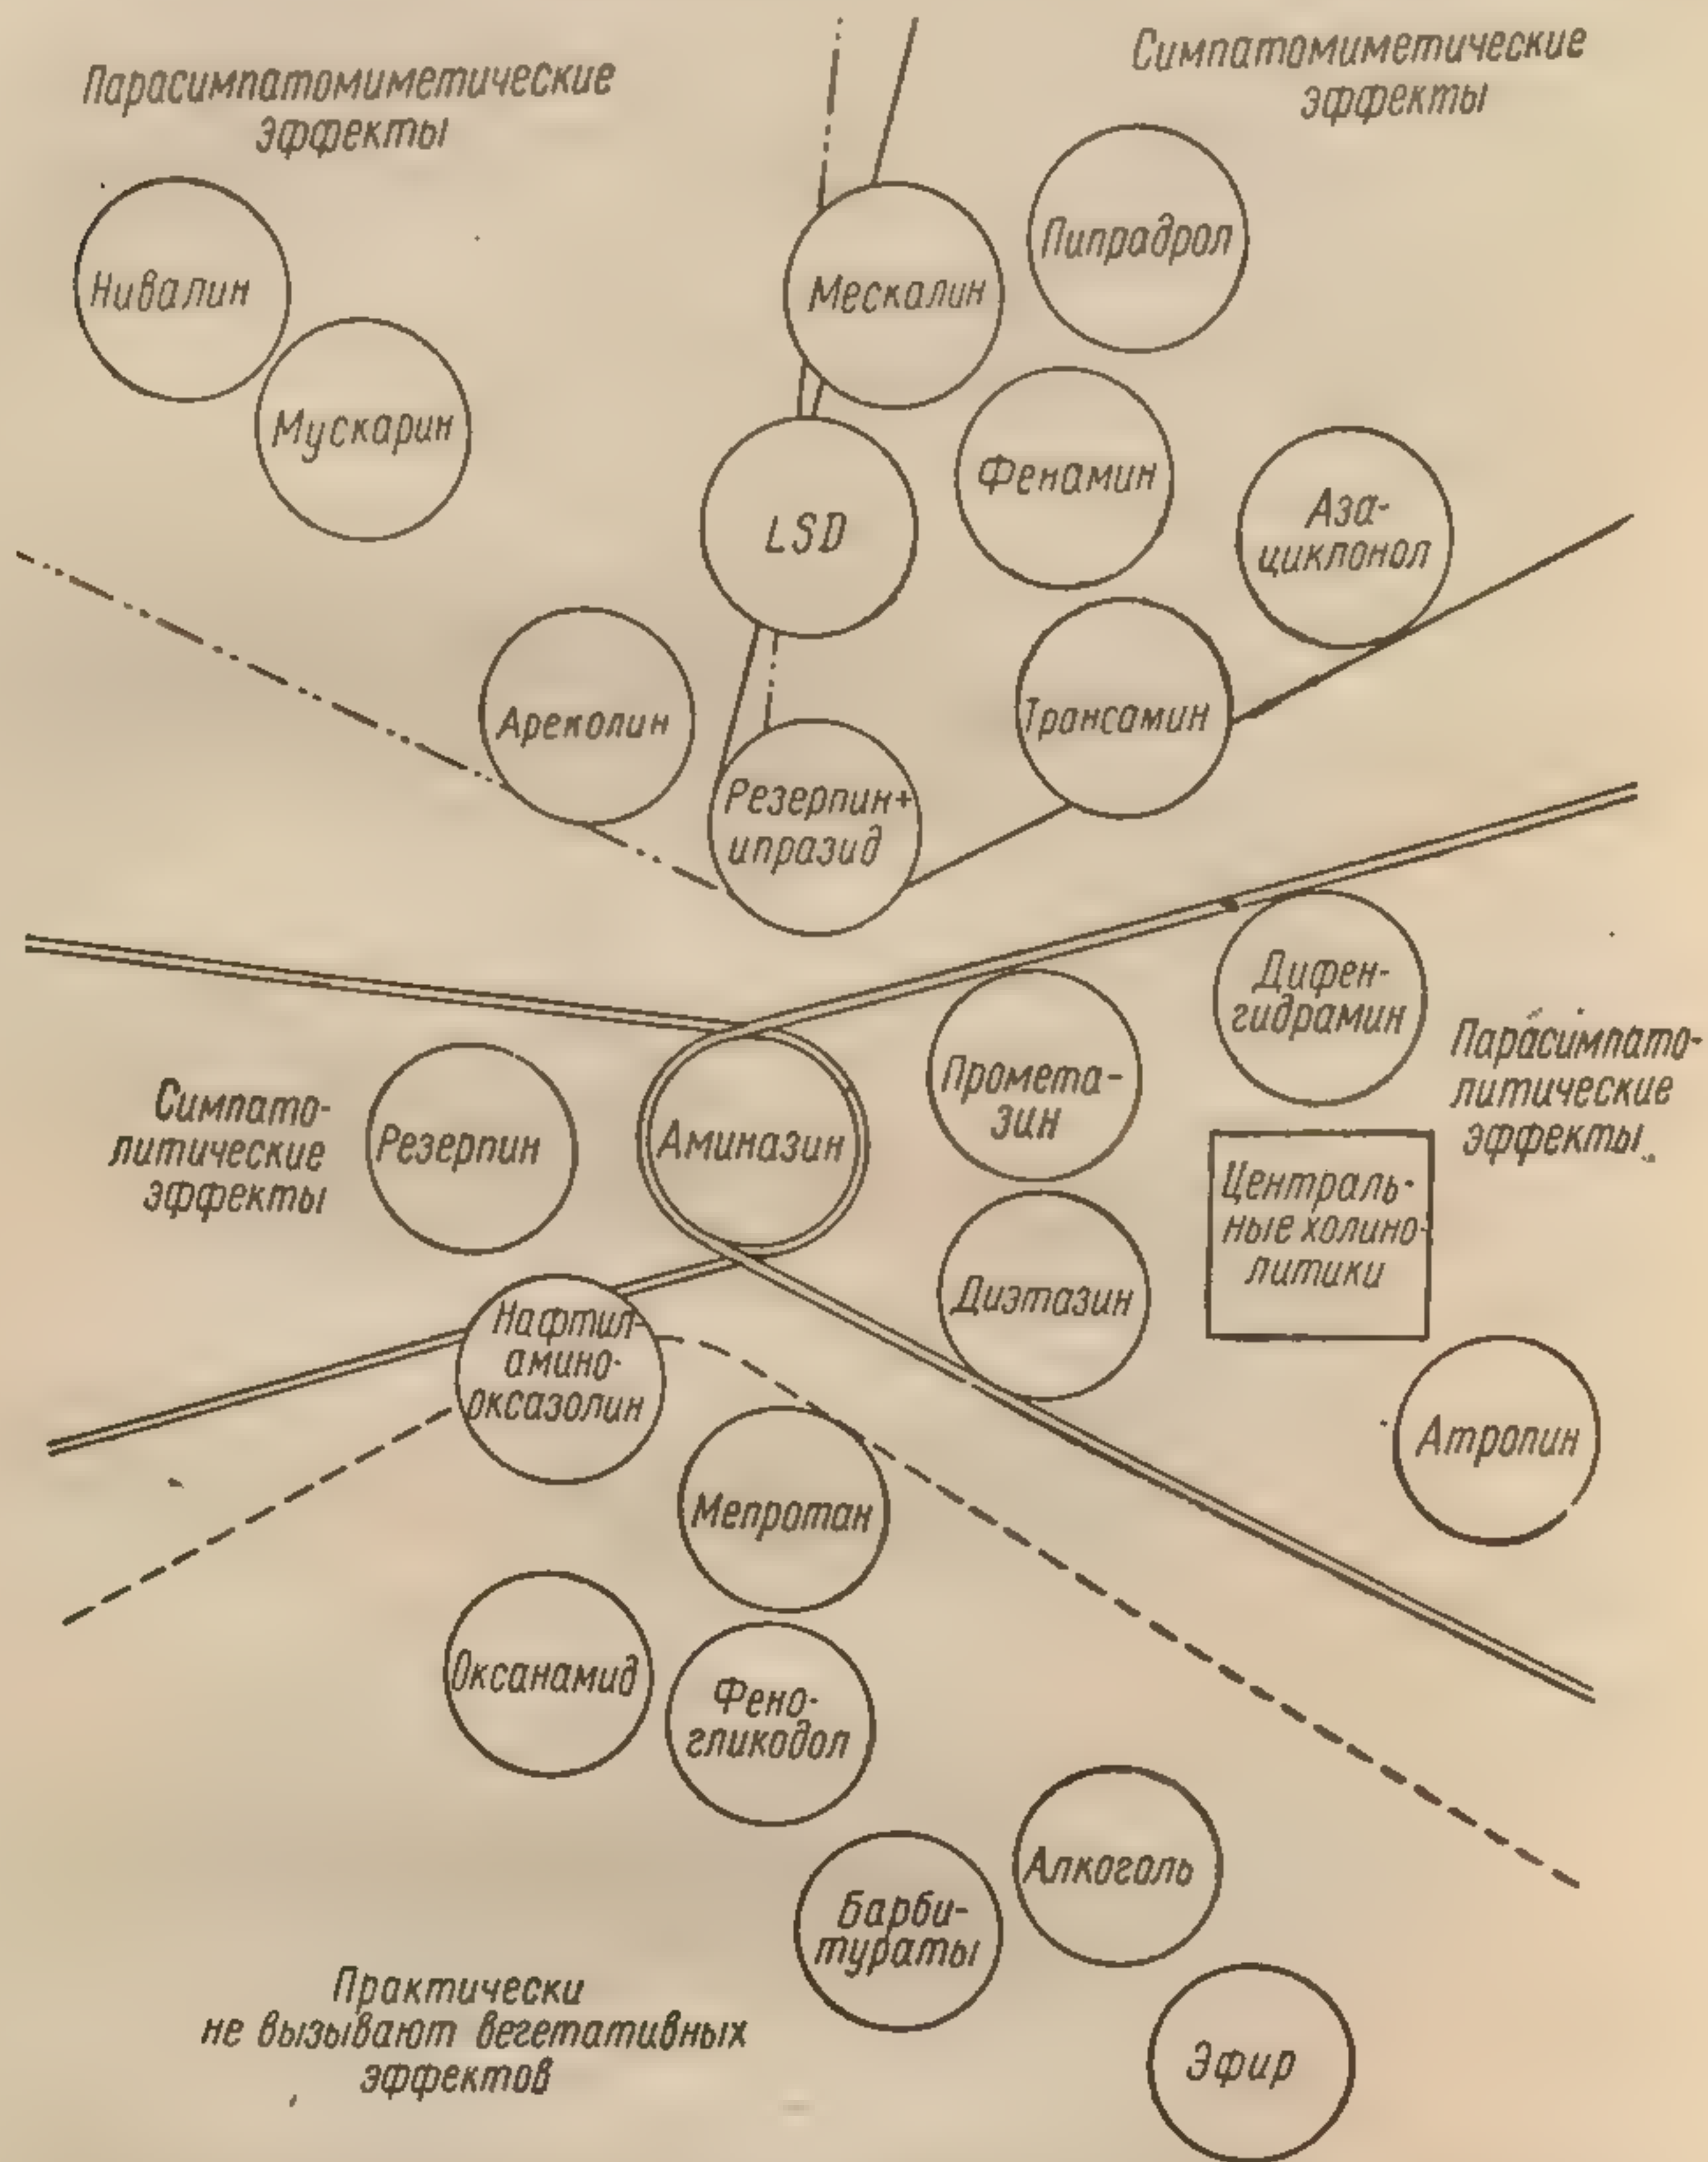 Парасимпатомиметические
эффекты
Симпатомиметические
эффекты
Пипрадрол
Нивалин
Мескалин
Мускарин
Фенамин
LSD
Аза-
циклонол
Ареколин
Трансамин
Резерпин+
ипразид
Дифен-
гидрамин
Парасимпато-
литические
эффекты
Промета-
зин
Симпато-
литические
эффекты
Резерпин
Аминазин
Централь-
ные холино-
литики
Диэтазин
Нафтил-
амино-
оксазолин
Атропин
Мепротан
Оксанамид
Фено-
гликодол
Алкоголь
Барби-
тураты
Практически
не вызывают вегетативных
эффектов
Эфир